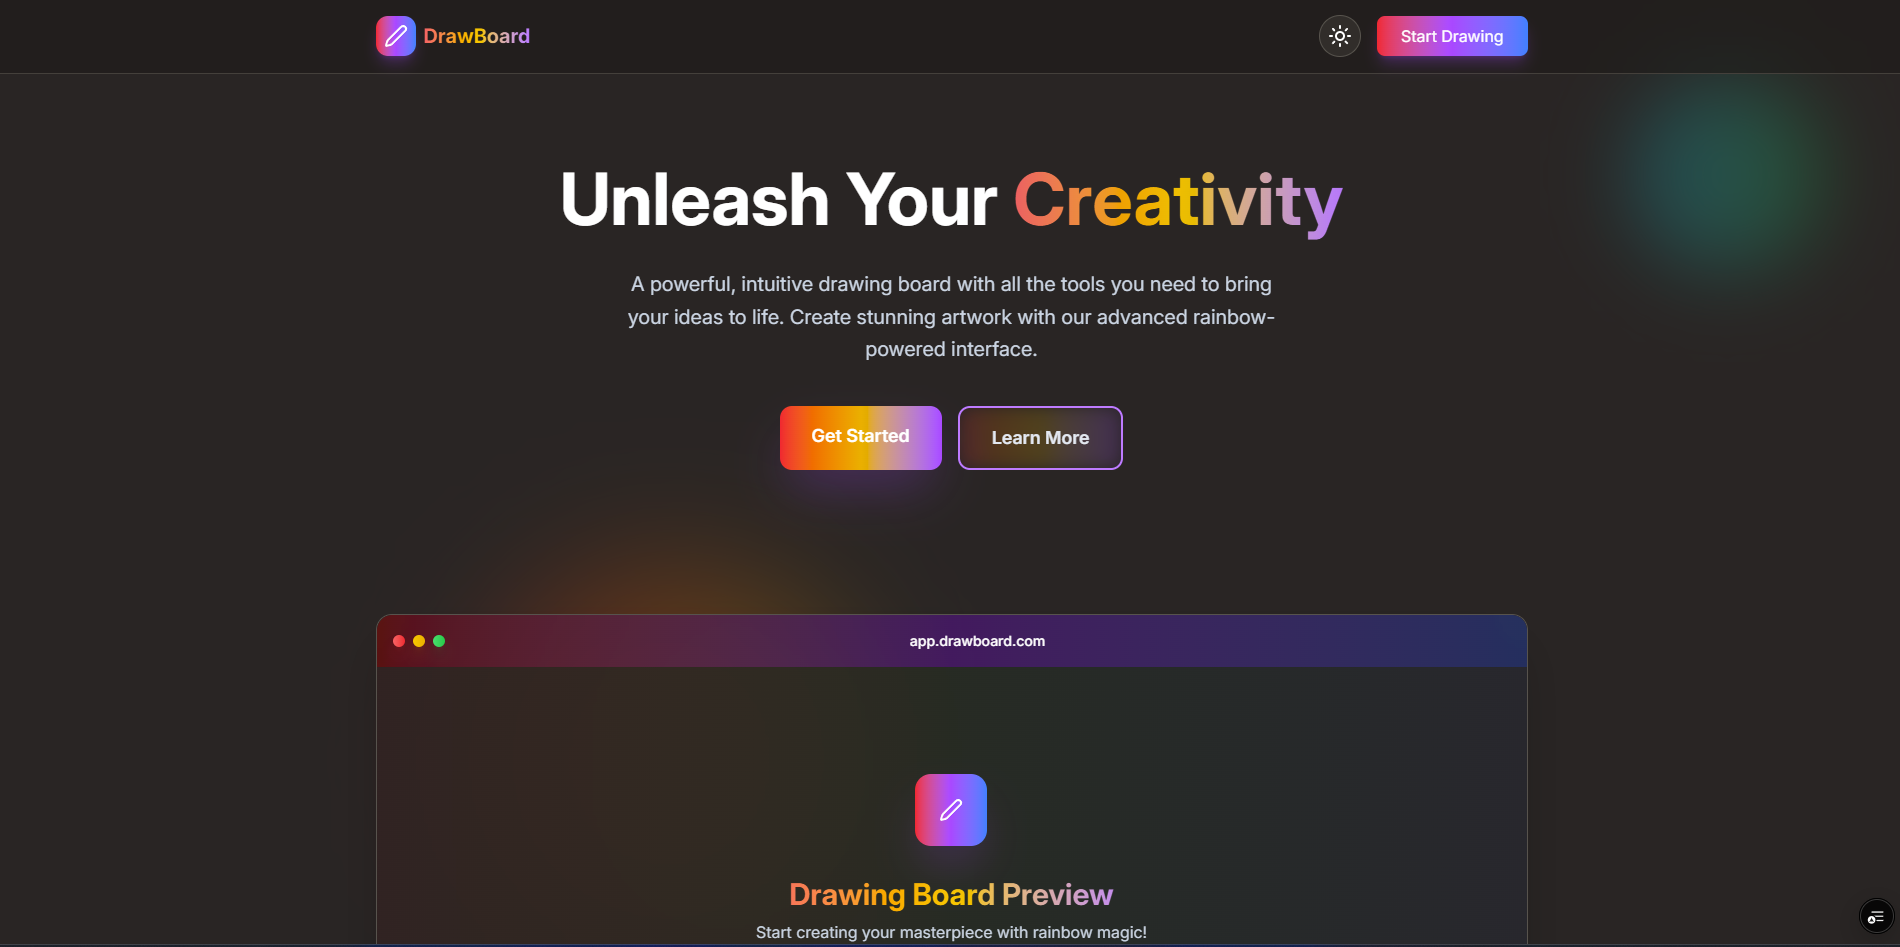 DrawBoard
Start Drawing
Unleash Your Creativity
A powerful, intuitive drawing board with all the tools you need to bring
your ideas to life. Create stunning artwork with our advanced rainbow-
powered interface.
Get Started
Learn More
app.drawboard.com
Drawing Board Preview
Start creating your masterpiece with rainbow magic!